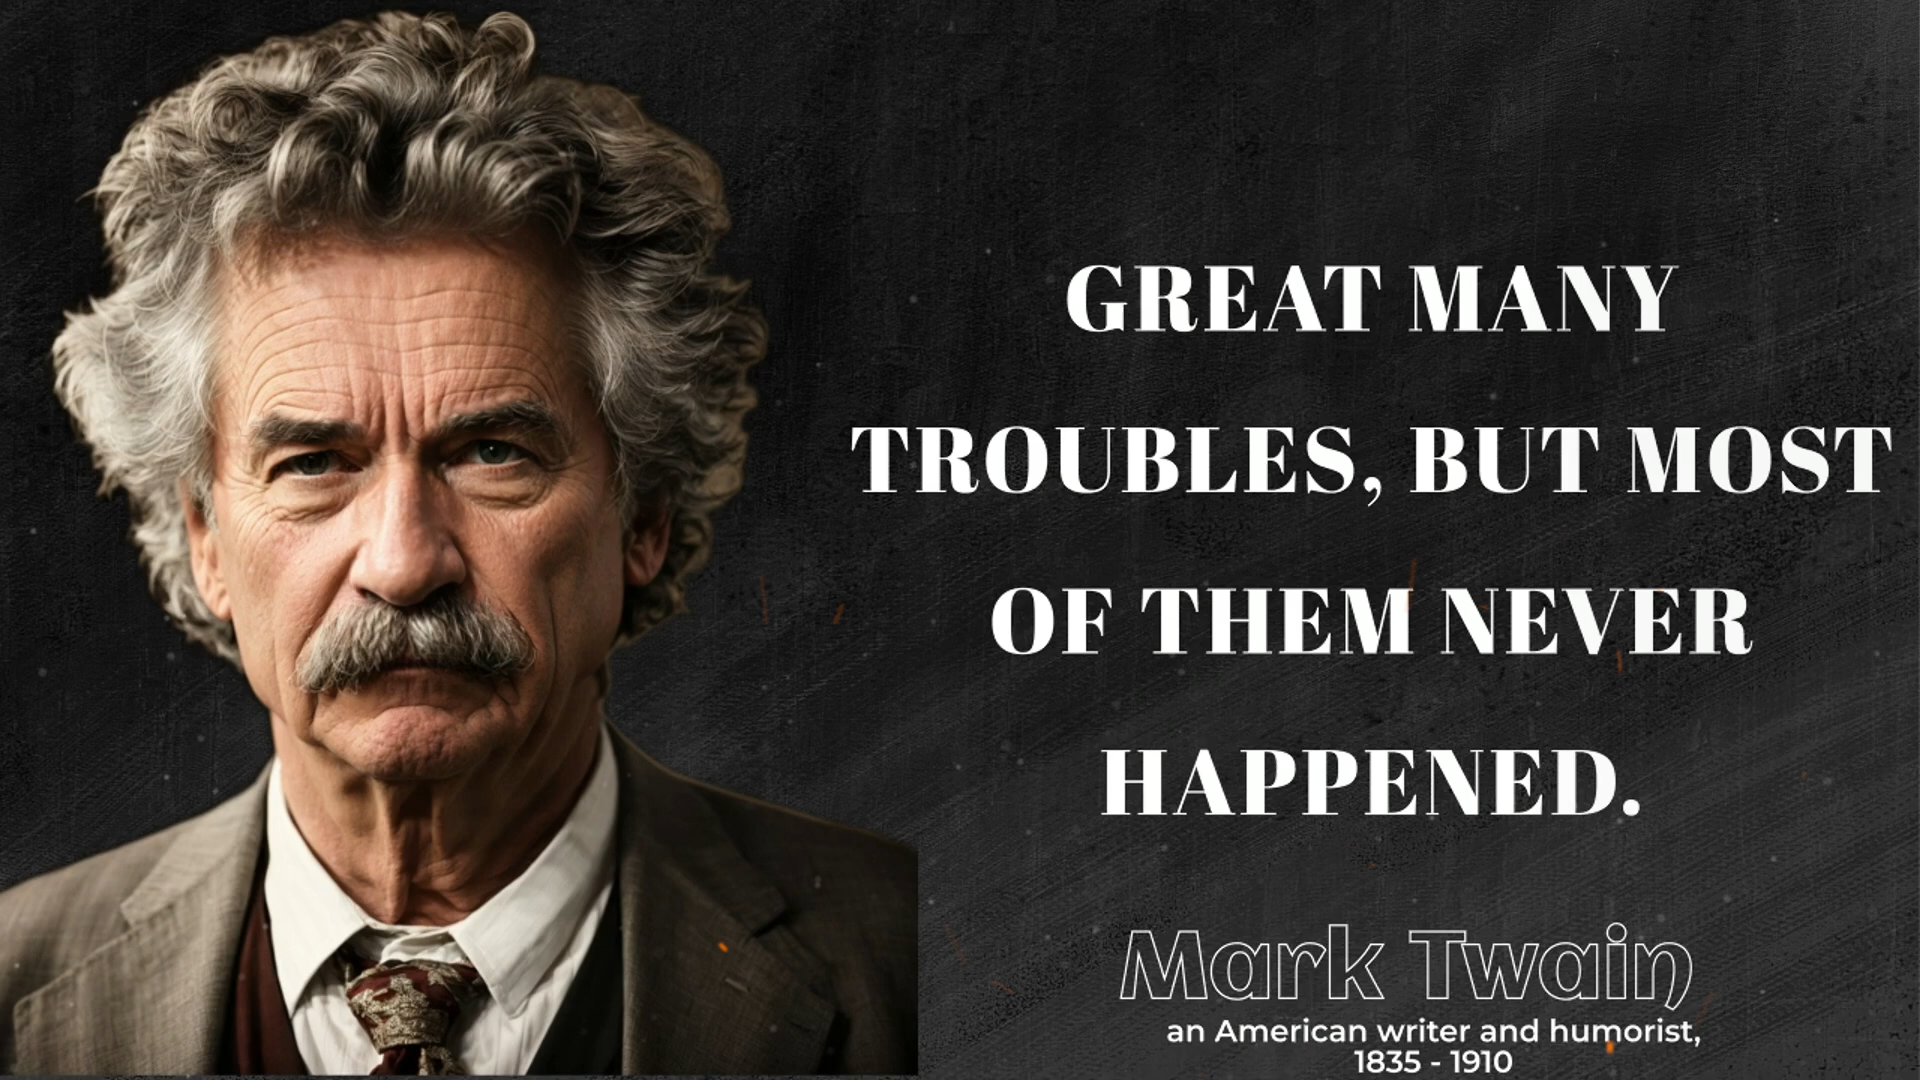 GREAT MANY
TROUBLES, BUT MOST
OF THEM NEVER
HAPPENED.
Mark Twain
an American writer and humorist,
1835 - 1910